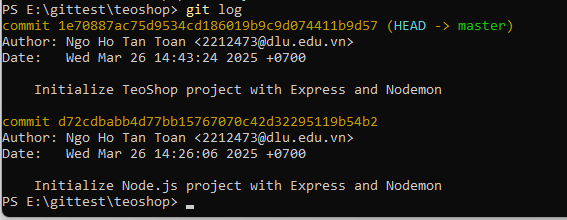 PS E:\gittest\teoshop> git log
commit 1e70887ac75d9534cd186019b9c9d074411b9d57 (HEAD -> master)
Author: Ngo Ho Tan Toan <2212473@dlu.edu.vn>
Date:   Wed Mar 26 14:43:24 2025 +0700
    Initialize TeoShop project with Express and Nodemon
commit d72cdbabb4d77bb15767070c42d32295119b54b2
Author: Ngo Ho Tan Toan <2212473@dlu.edu.vn>
Date:   Wed Mar 26 14:26:06 2025 +0700
    Initialize Node.js project with Express and Nodemon
PS E:\gittest\teoshop>